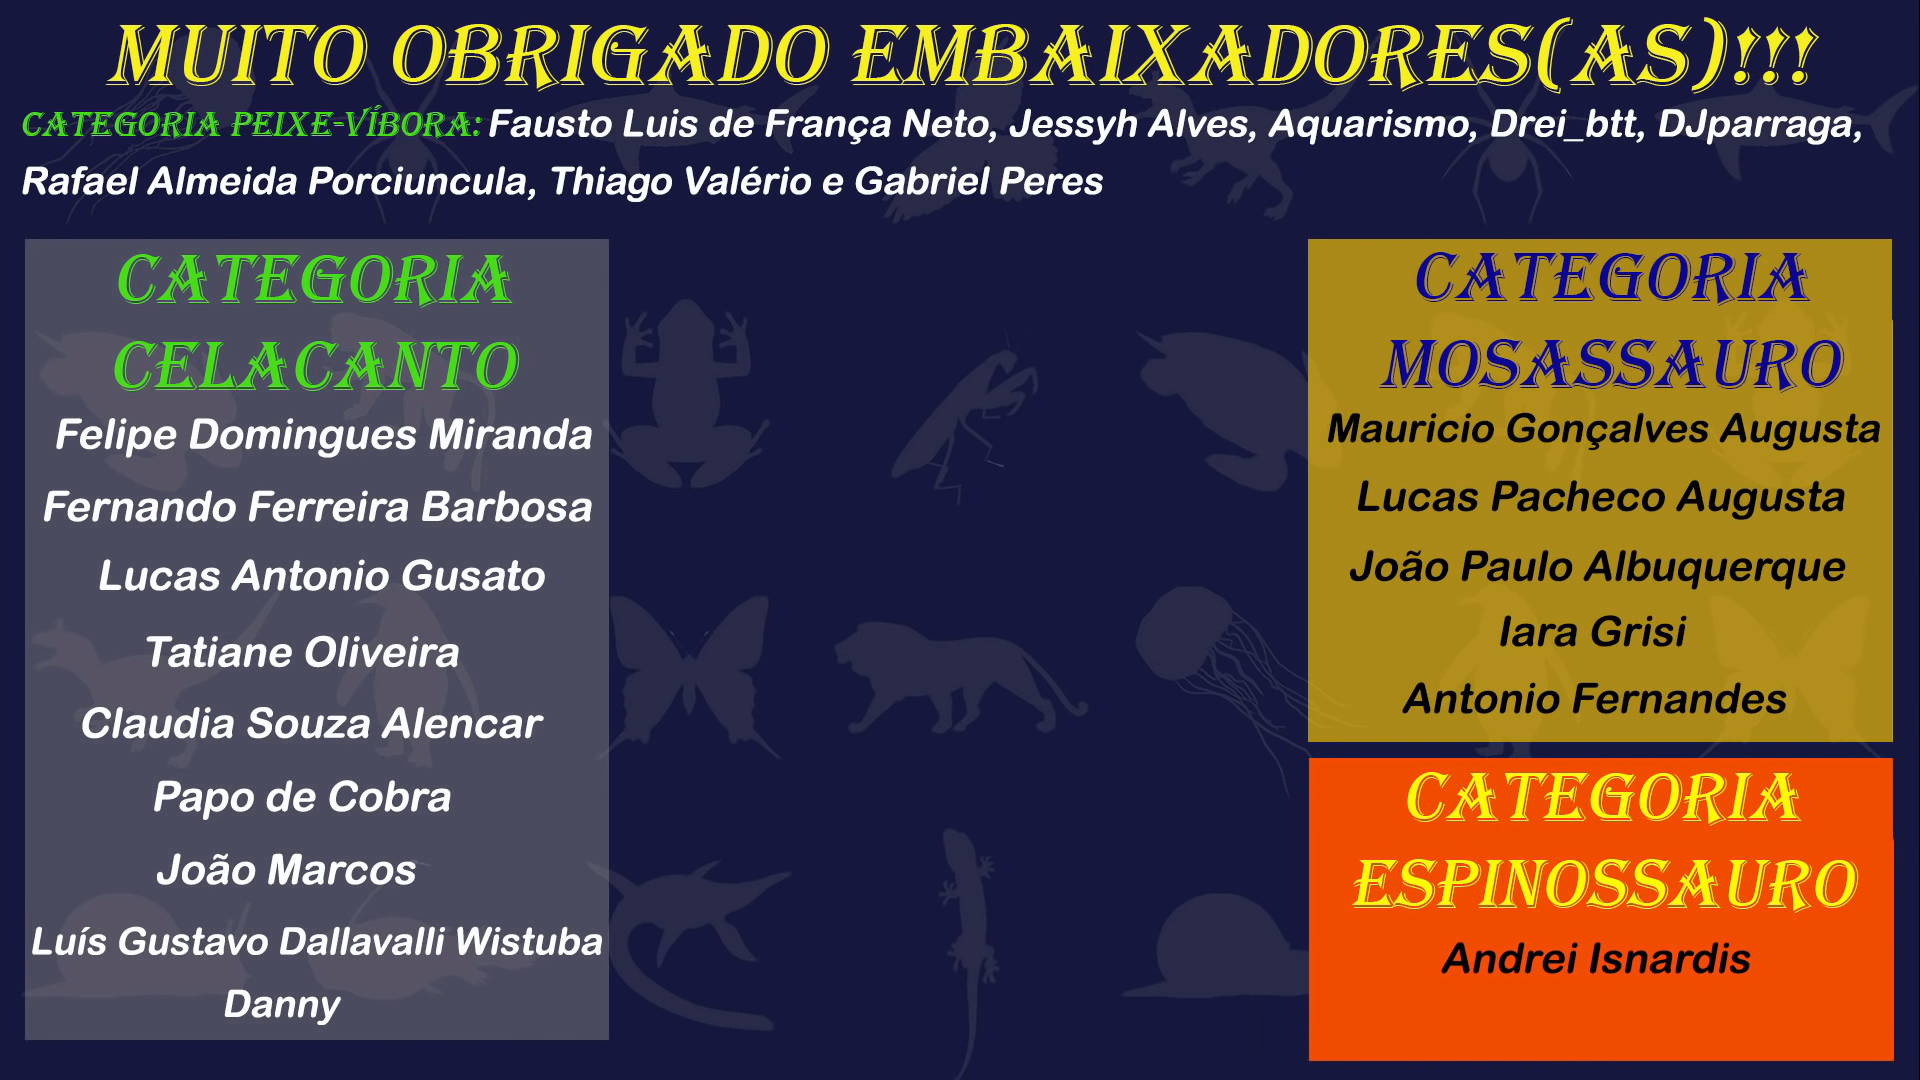 MUITO OBRIGADO EMBAIXADORES(AS)!!!
CATEGORIA PEIXE-VÍBORA: Fausto Luis de França Neto, Jessyh Alves, Aquarismo, Drei_btt, DJparraga,
Rafael Almeida Porciuncula, Thiago Valério e Gabriel Peres
CATEGORIA
CELACANTO
Felipe Domingues Miranda
Fernando Ferreira Barbosa
Lucas Antonio Gusato
Tatiane Oliveira
Claudia Souza Alencar
Papo de Cobra
João Marcos
Luís Gustavo Dallavalli Wistuba
Danny
CATEGORIA
MOSASSAURO
Mauricio Gonçalves Augusta
Lucas Pacheco Augusta
João Paulo Albuquerque
Iara Grisi
Antonio Fernandes
CATEGORIA
ESPINOSSAURO
Andrei Isnardis